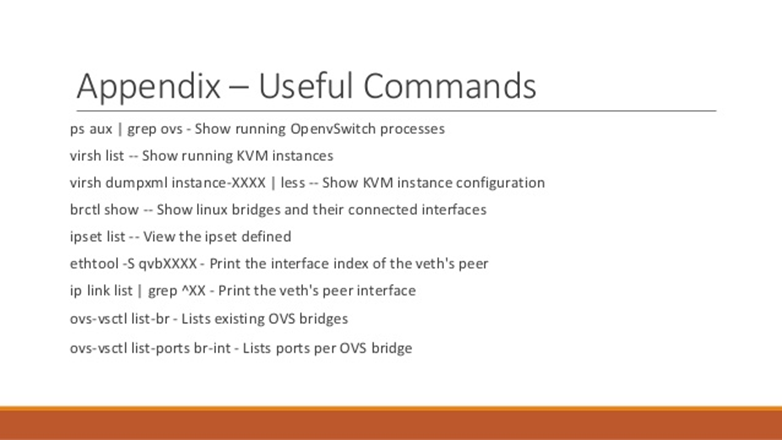 Appendix – Useful Commands
ps aux | grep ovs - Show running OpenvSwitch processes
virsh list -- Show running KVM instances
virsh dumpxml instance-XXXX | less -- Show KVM instance configuration
brctl show -- Show linux bridges and their connected interfaces
ipset list -- View the ipset defined
ethtool -S qvbXXXX - Print the interface index of the veth's peer
ip link list | grep ^XX - Print the veth's peer interface
ovs-vsctl list-br - Lists existing OVS bridges
ovs-vsctl list-ports br-int - Lists ports per OVS bridge